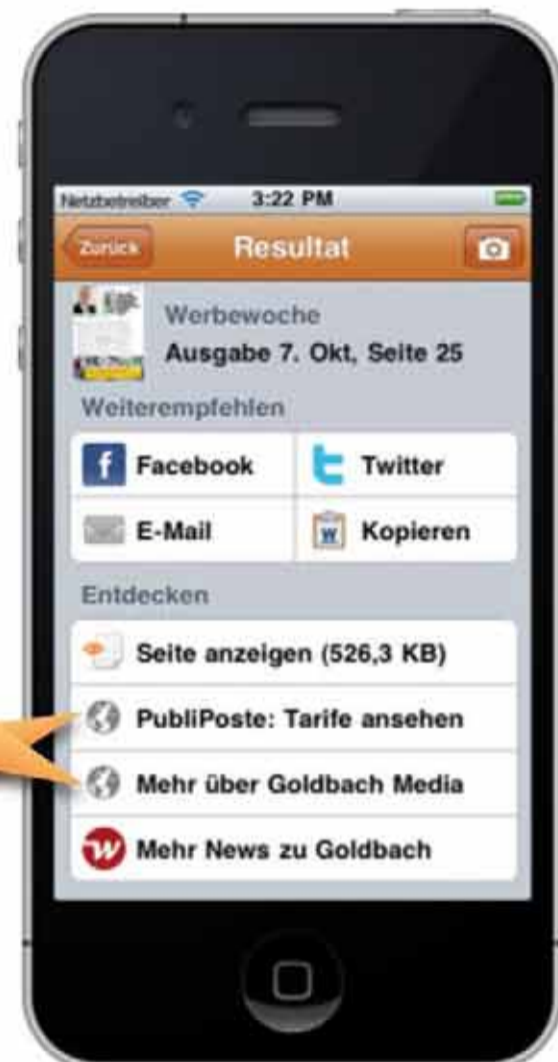 Netzbetreiber 3:22 PM
Zurück Resultat
Werbewoche
Ausgabe 7. Okt, Seite 25
Weiterempfehlen
f Facebook t Twitter
E-Mail W Kopieren
Entdecken
Seite anzeigen (526,3 KB)
PubliPoste: Tarife ansehen
Mehr über Goldbach Media
w Mehr News zu Goldbach